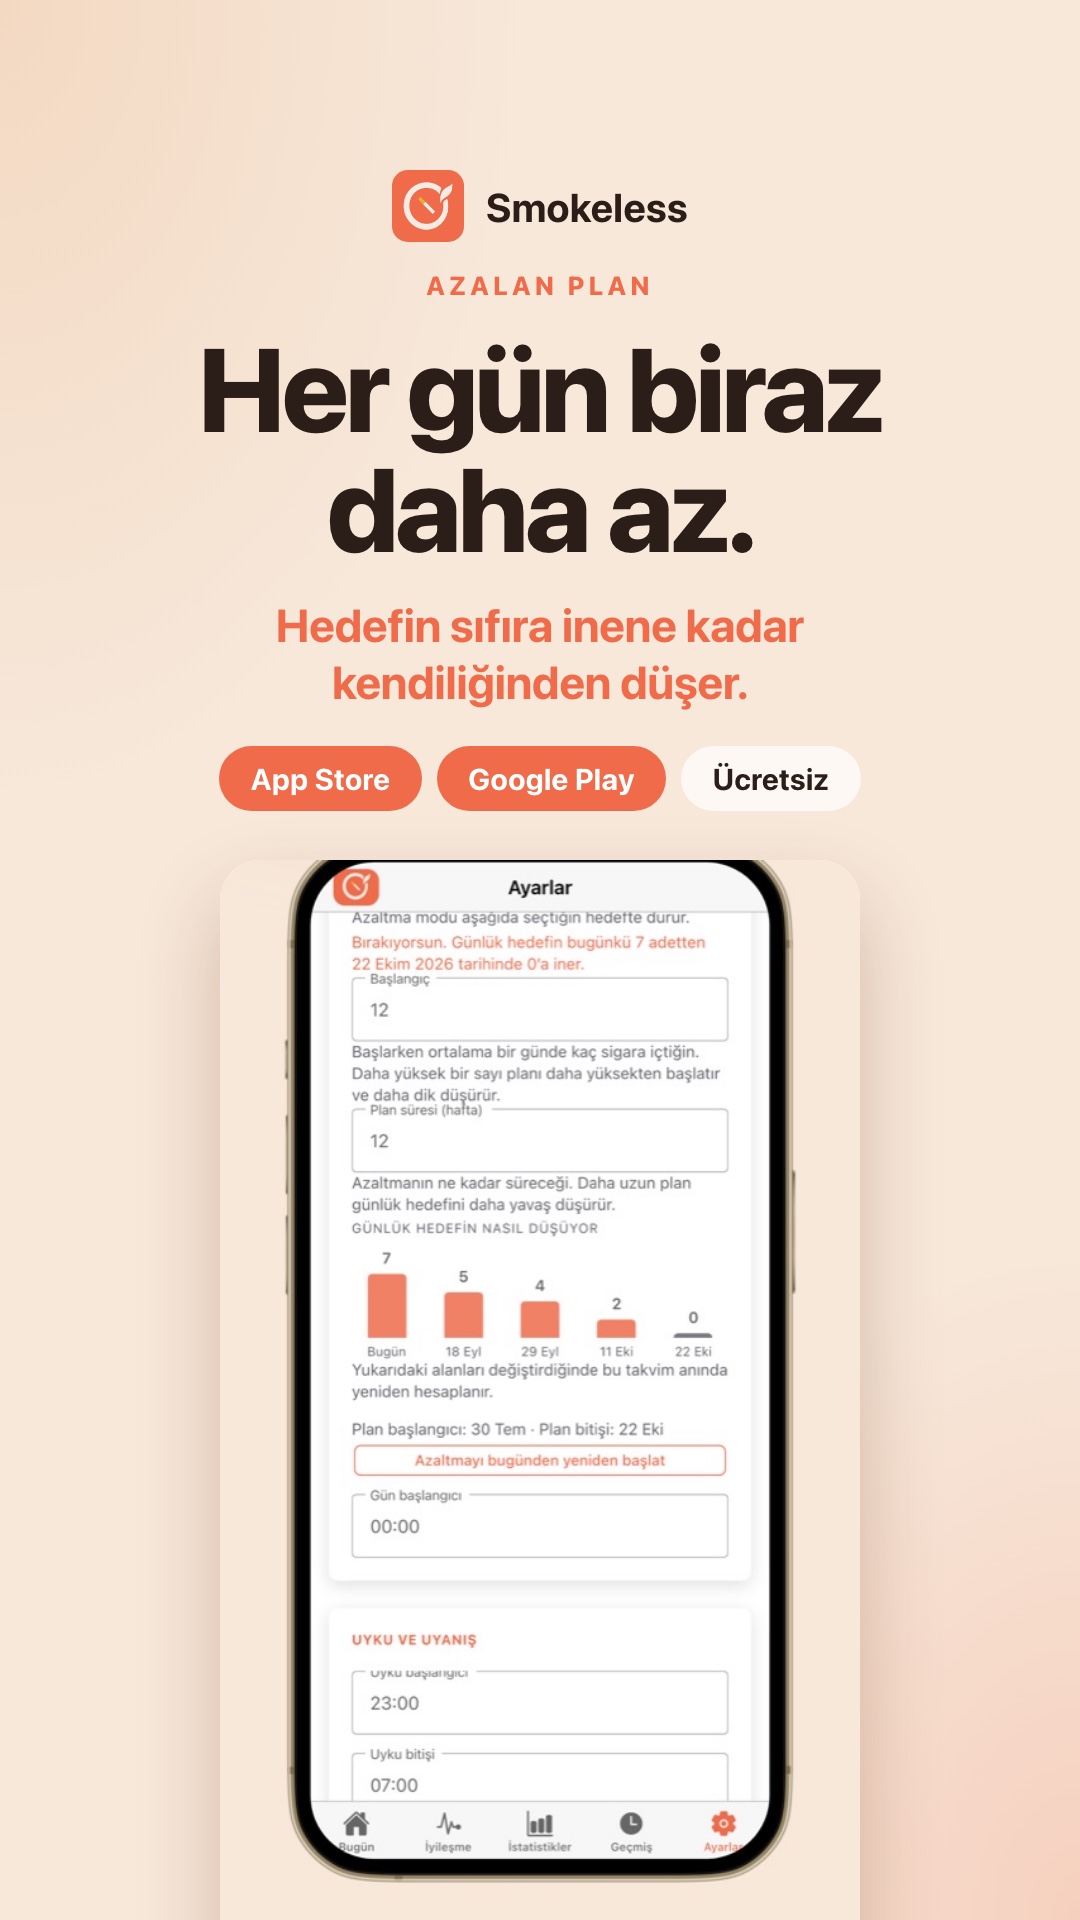 Smokeless
AZALAN PLAN
Her gün biraz
daha az.
Hedefin sıfıra inene kadar
kendiliğinden düşer.
App Store
Google Play
Ücretsiz
Ayarlar
Azaltma modu aşağıda seçtiğin hedefte durur.
Bırakıyorsun. Günlük hedefin bugünkü 7 adetten
22 Ekim 2026 tarihinde 0'a iner.
Başlangıç
12
Başlarken ortalama bir günde kaç sigara içtiğin.
Daha yüksek bir sayı planı daha yüksekten başlatır
ve daha dik düşürür.
Plan süresi (hafta)
12
Azaltmanın ne kadar süreceği. Daha uzun plan
günlük hedefini daha yavaş düşürür.
GÜNLÜK HEDEFİN NASIL DÜŞÜYOR
7 5 4 2 0
Bugün 18 Eyl 29 Eyl 11 Eki 22 Eki
Yukarıdaki alanları değiştirdiğinde bu takvim anında
yeniden hesaplanır.
Plan başlangıcı: 30 Tem · Plan bitişi: 22 Eki
Azaltmayı bugünden yeniden başlat
Gün başlangıcı
00:00
UYKU VE UYANIŞ
Uyku başlangıcı
23:00
Uyku bitişi
07:00
Bugün İyileşme İstatistikler Geçmiş Ayarlar